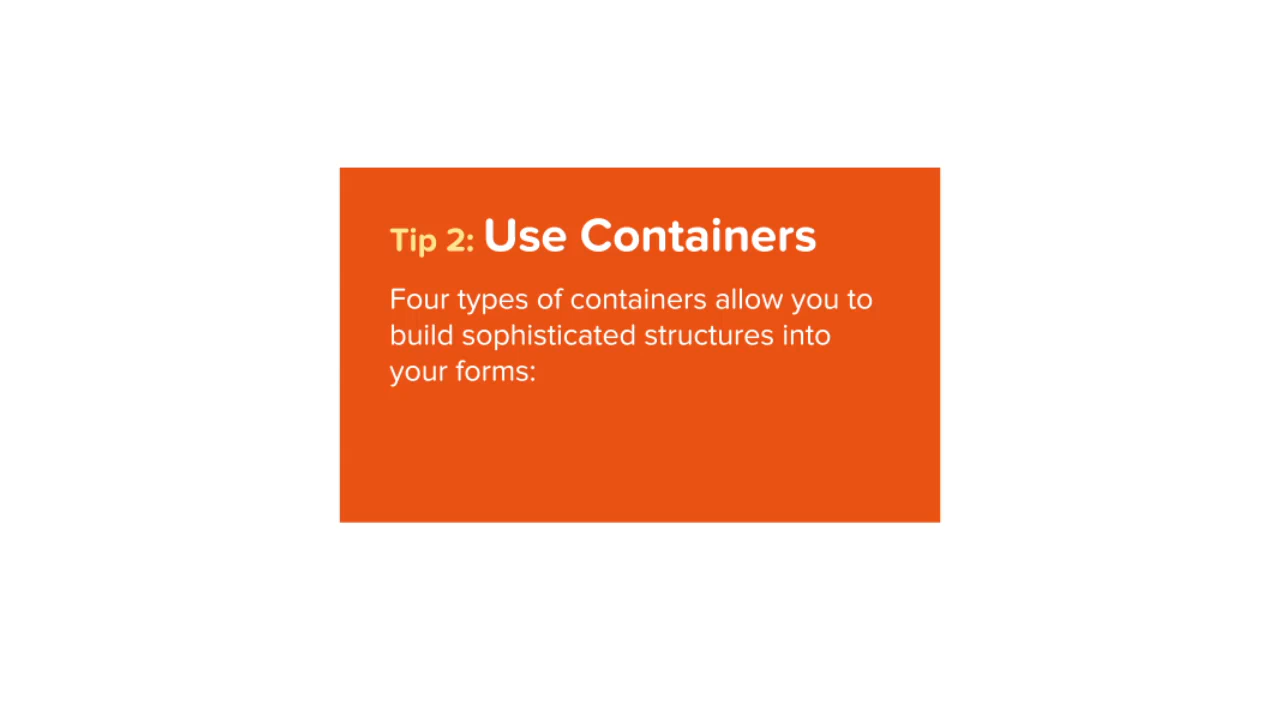 Tip 2: Use Containers
Four types of containers allow you to
build sophisticated structures into
your forms: